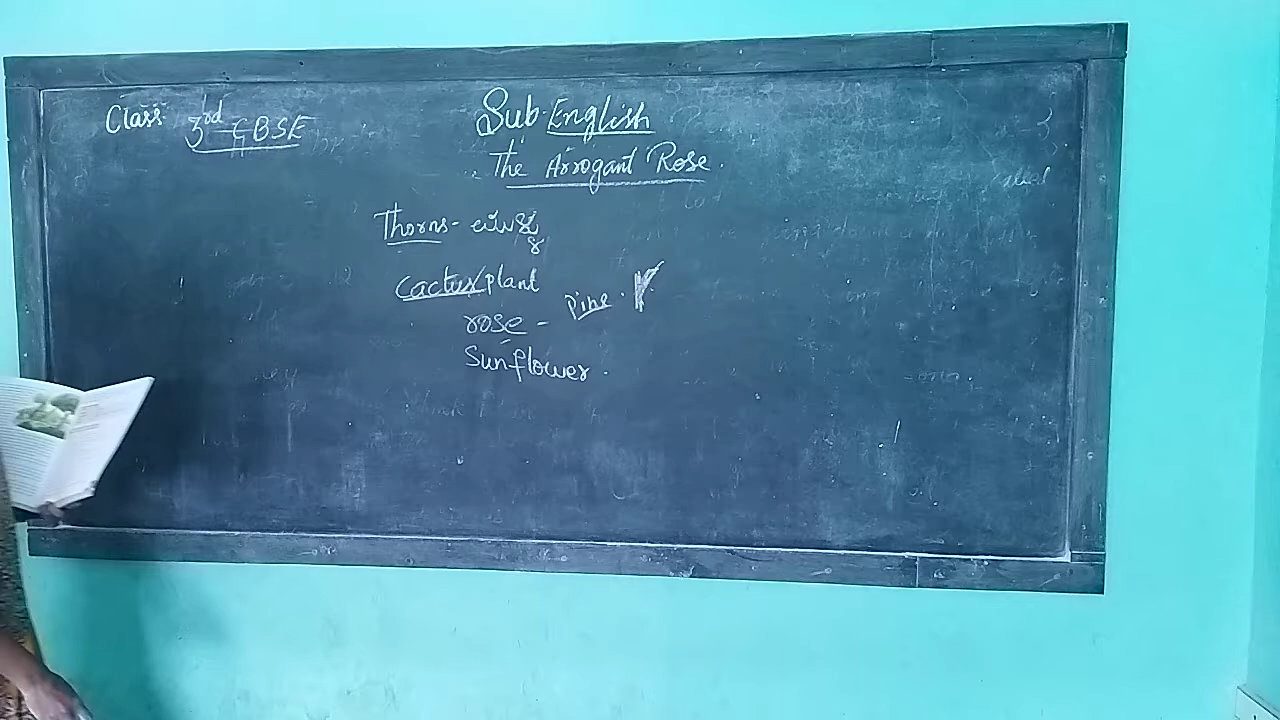 Class: 3rd CBSE
Sub: English
The Arrogant Rose.
Thorns -
Cactus/plant
rose - Pine.
Sunflower.